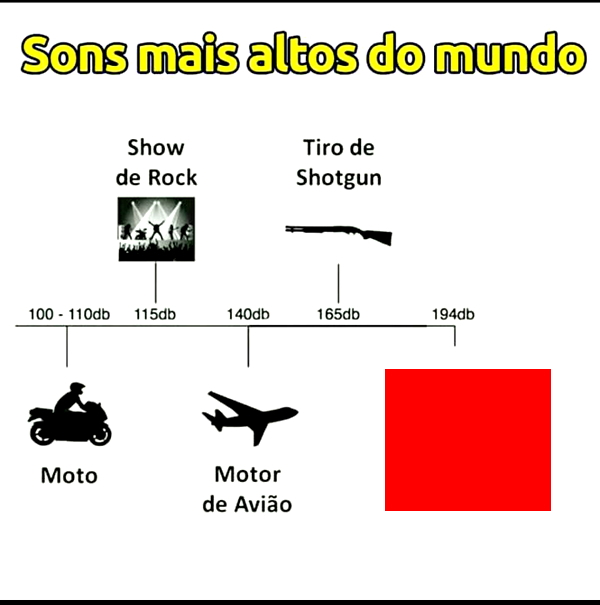 Sons mais altos do mundo
Show
de Rock
Tiro de
Shotgun
100 - 110db
115db
140db
165db
194db
Moto
Motor
de Avião